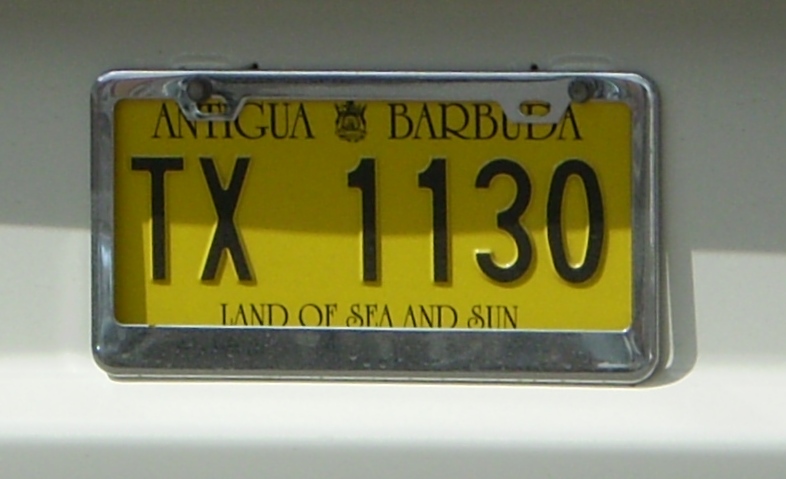 ANTIGUA BARBUDA
TX 1130
LAND OF SEA AND SUN